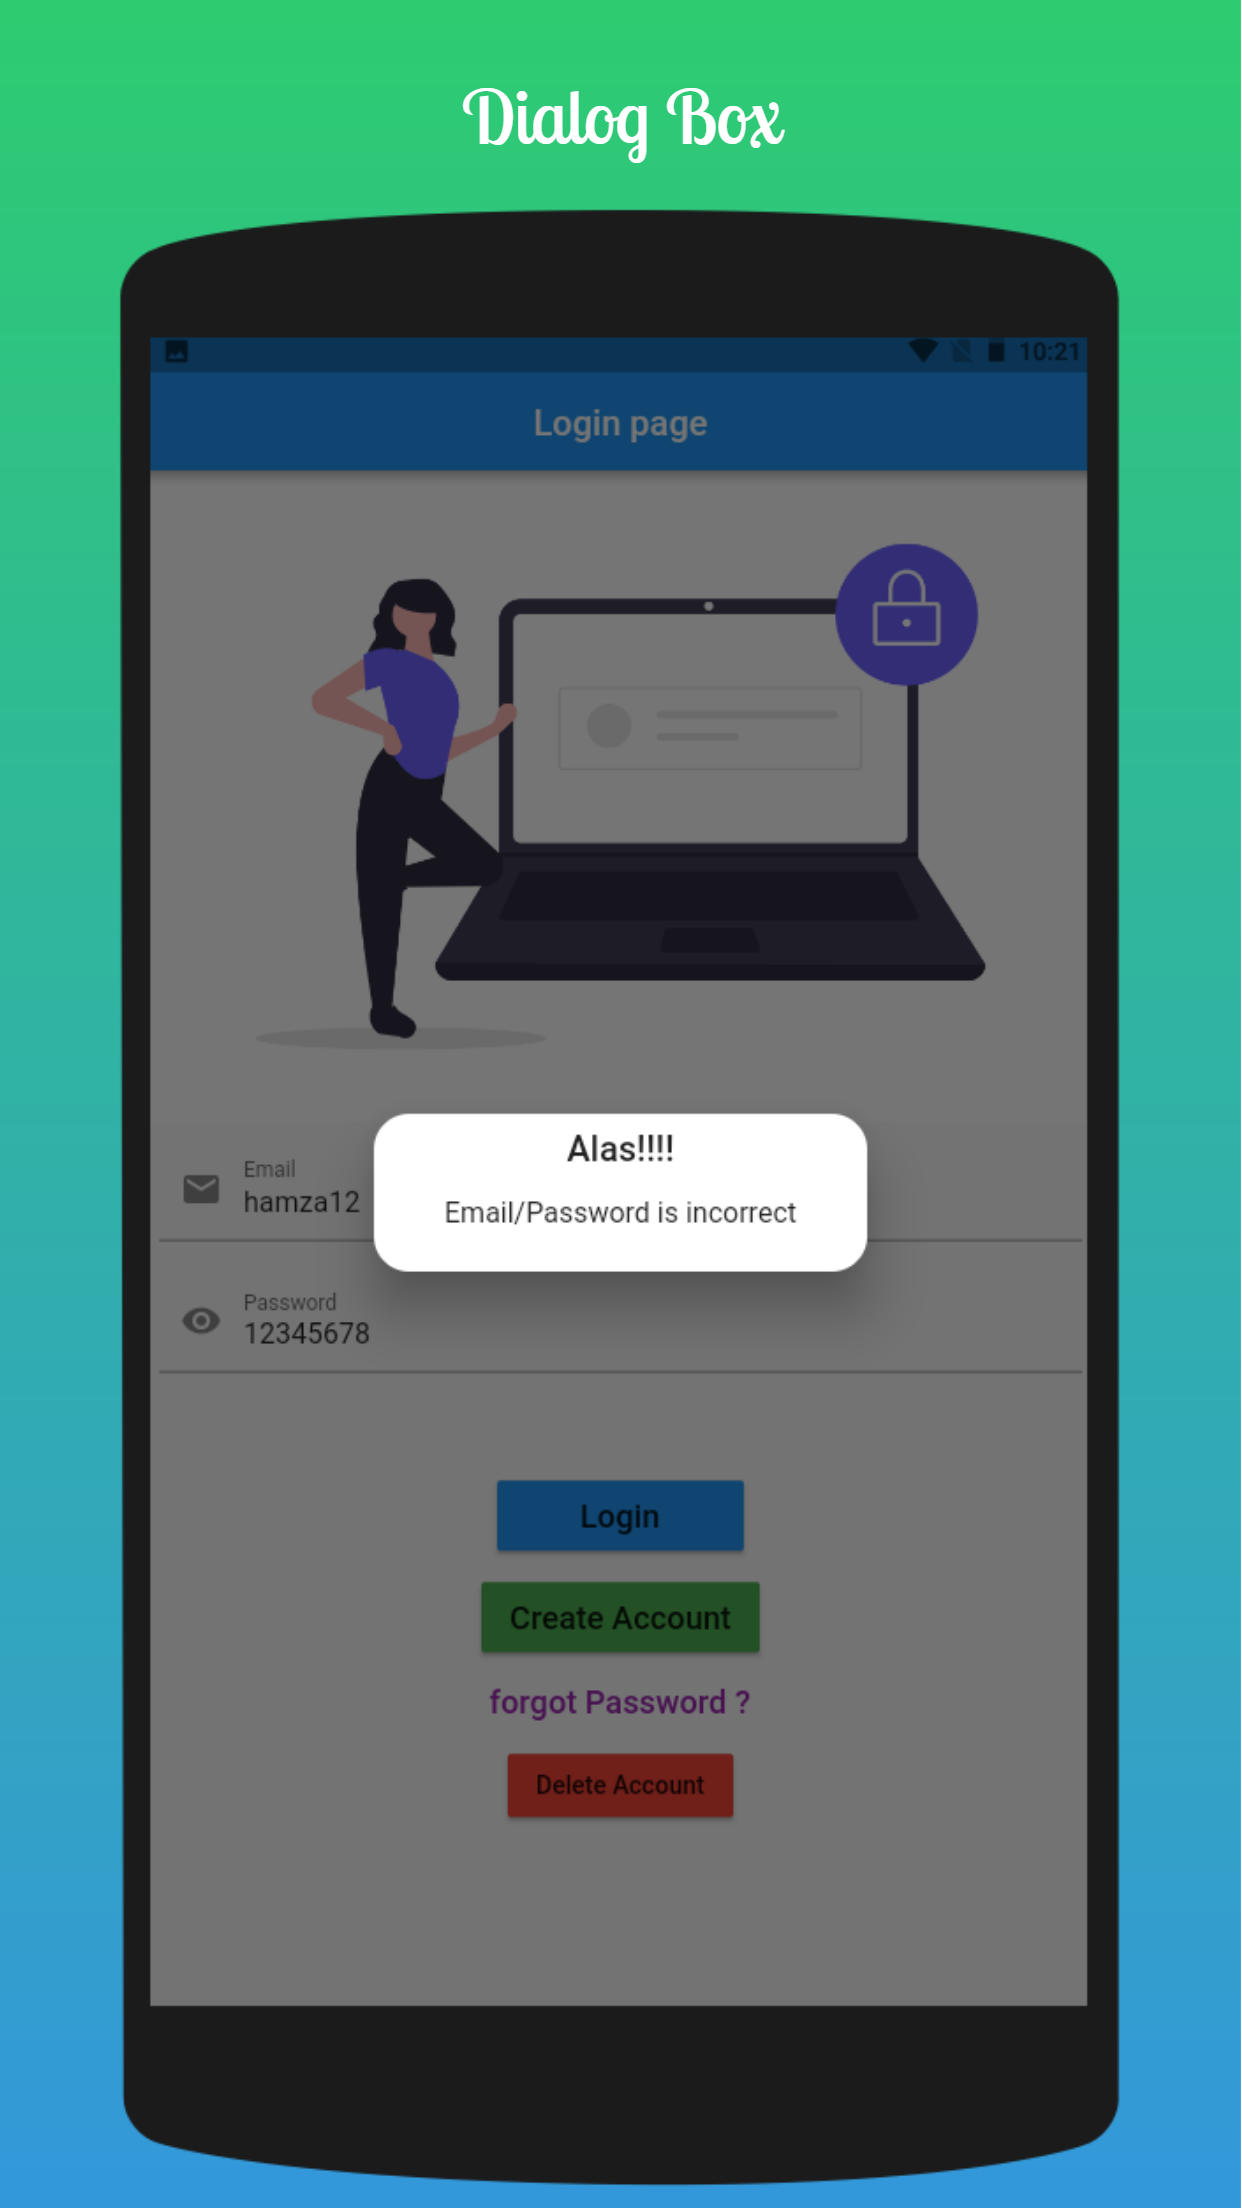 Dialog Box
10:21
Login page
Alas!!!!
Email/Password is incorrect
Email
hamza12
Password
12345678
Login
Create Account
forgot Password ?
Delete Account